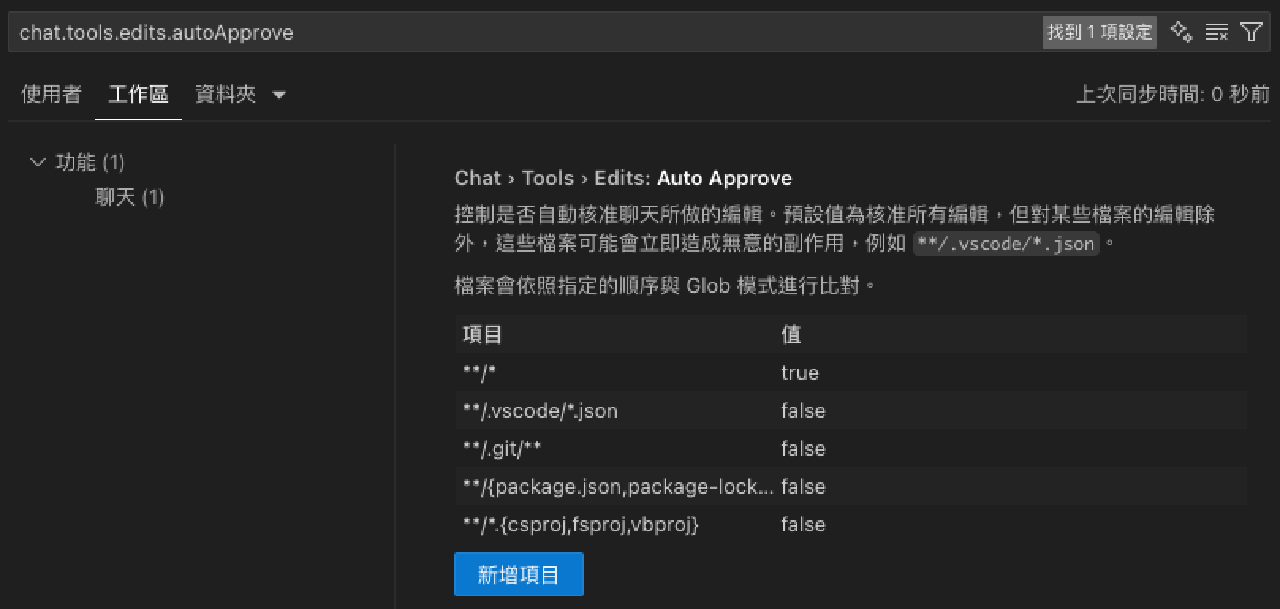 chat.tools.edits.autoApprove 找到 1 項設定
使用者 工作區 資料夾 上次同步時間: 0 秒前
功能 (1)
聊天 (1)
Chat › Tools › Edits: Auto Approve
控制是否自動核准聊天所做的編輯。預設值為核准所有編輯，但對某些檔案的編輯除
外，這些檔案可能會立即造成無意的副作用，例如 **/.vscode/*.json 。
檔案會依照指定的順序與 Glob 模式進行比對。
項目 值
**/* true
**/.vscode/*.json false
**/.git/** false
**/{package.json,package-lock... false
**/*.{csproj,fsproj,vbproj} false
新增項目